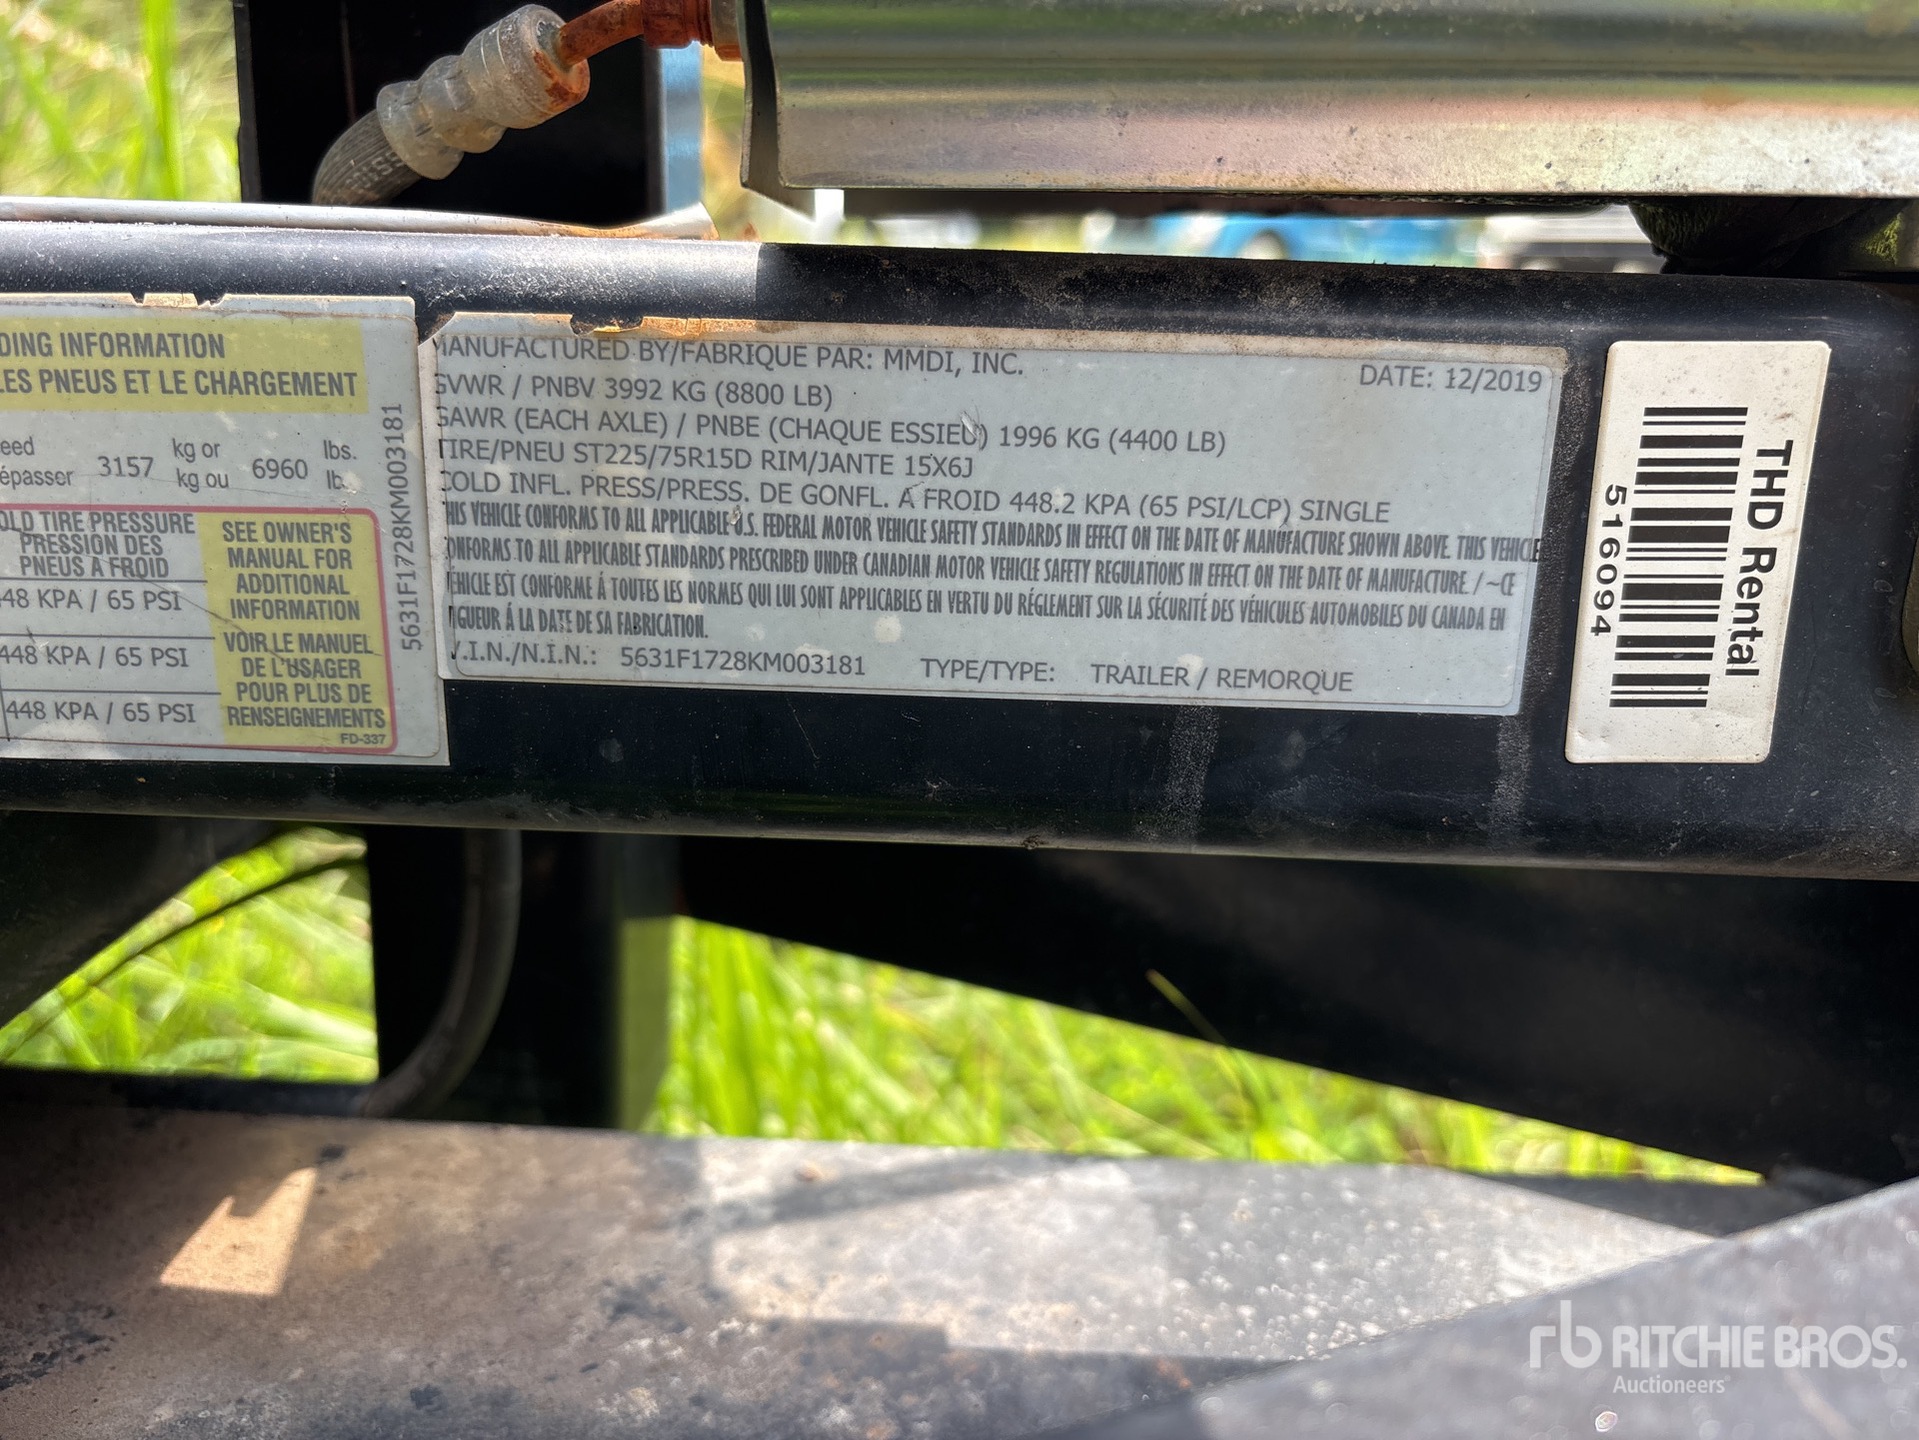 DING INFORMATION
LES PNEUS ET LE CHARGEMENT
eed kg or lbs.
épasser 3157 kg ou 6960 lb.
OLD TIRE PRESSURE
PRESSION DES
PNEUS A FROID
48 KPA / 65 PSI
448 KPA / 65 PSI
448 KPA / 65 PSI
SEE OWNER'S
MANUAL FOR
ADDITIONAL
INFORMATION
VOIR LE MANUEL
DE L'USAGER
POUR PLUS DE
RENSEIGNEMENTS
FD-337
5631F1728KM003181
MANUFACTURED BY/FABRIQUE PAR: MMDI, INC. DATE: 12/2019
GVWR / PNBV 3992 KG (8800 LB)
GAWR (EACH AXLE) / PNBE (CHAQUE ESSIEU) 1996 KG (4400 LB)
TIRE/PNEU ST225/75R15D RIM/JANTE 15X6J
COLD INFL. PRESS/PRESS. DE GONFL. A FROID 448.2 KPA (65 PSI/LCP) SINGLE
HIS VEHICLE CONFORMS TO ALL APPLICABLE U.S. FEDERAL MOTOR VEHICLE SAFETY STANDARDS IN EFFECT ON THE DATE OF MANUFACTURE SHOWN ABOVE. THIS VEHICLE
ONFORMS TO ALL APPLICABLE STANDARDS PRESCRIBED UNDER CANADIAN MOTOR VEHICLE SAFETY REGULATIONS IN EFFECT ON THE DATE OF MANUFACTURE. / ~CE
VEHICLE EST CONFORME Á TOUTES LES NORMES QUI LUI SONT APPLICABLES EN VERTU DU RÉGLEMENT SUR LA SÉCURITÉ DES VÉHICULES AUTOMOBILES DU CANADA EN
IGUEUR Á LA DATE DE SA FABRICATION.
V.I.N./N.I.N.: 5631F1728KM003181 TYPE/TYPE: TRAILER / REMORQUE
THD Rental
5116094
rb RITCHIE BROS.
Auctioneers